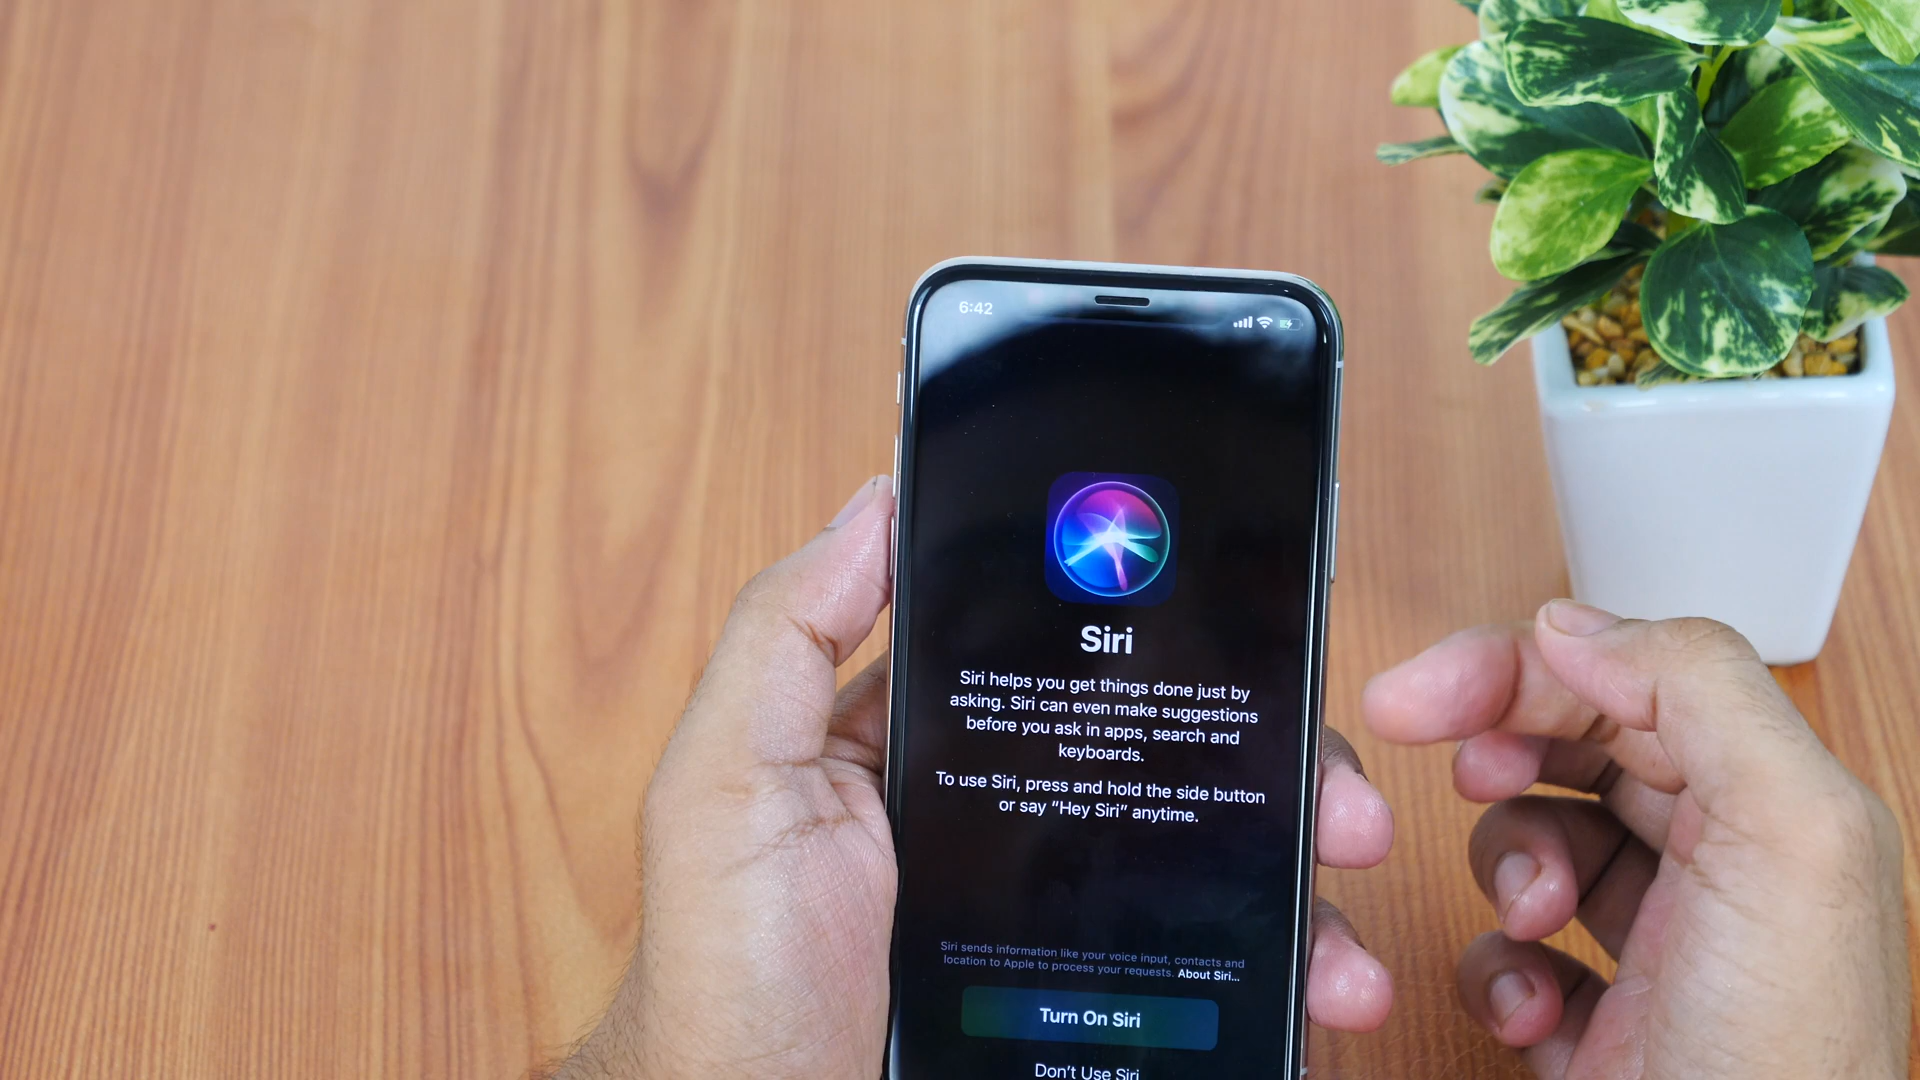 6:42
Siri
Siri helps you get things done just by
asking. Siri can even make suggestions
before you ask in apps, search and
keyboards.
To use Siri, press and hold the side button
or say “Hey Siri” anytime.
Siri sends information like your voice input, contacts and
location to Apple to process your requests. About Siri...
Turn On Siri
Don’t Use Siri